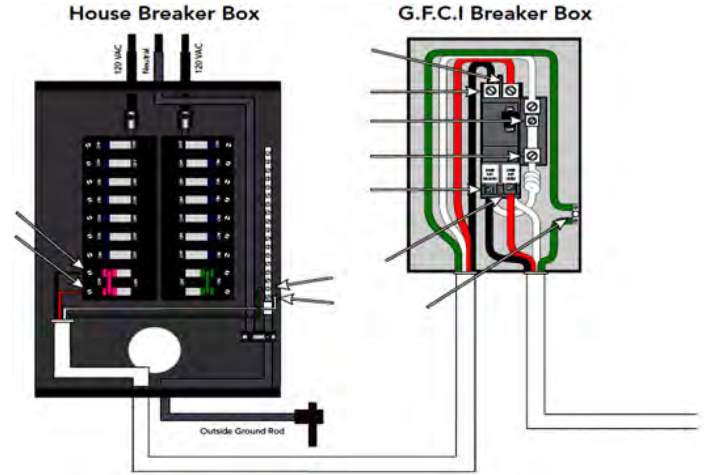 House Breaker Box
G.F.C.I Breaker Box
120 VAC
Neutral
120 VAC
Outside Ground Rod